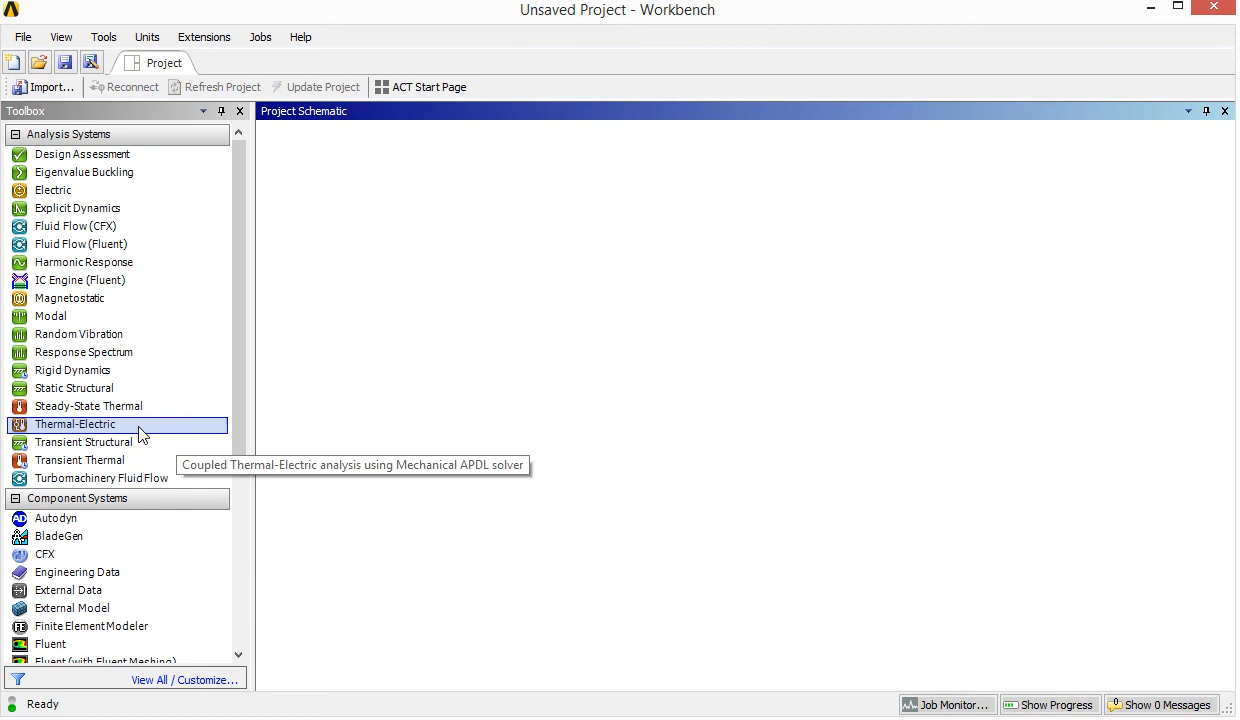 Unsaved Project - Workbench
File View Tools Units Extensions Jobs Help
Project
Import... Reconnect Refresh Project Update Project ACT Start Page
Toolbox
Project Schematic
Analysis Systems
Design Assessment
Eigenvalue Buckling
Electric
Explicit Dynamics
Fluid Flow (CFX)
Fluid Flow (Fluent)
Harmonic Response
IC Engine (Fluent)
Magnetostatic
Modal
Random Vibration
Response Spectrum
Rigid Dynamics
Static Structural
Steady-State Thermal
Thermal-Electric
Transient Structural
Transient Thermal
Coupled Thermal-Electric analysis using Mechanical APDL solver
Turbomachinery Fluid Flow
Component Systems
Autodyn
BladeGen
CFX
Engineering Data
External Data
External Model
Finite Element Modeler
Fluent
Fluent (with Fluent Meshing)
View All / Customize...
Ready
Job Monitor... Show Progress Show 0 Messages